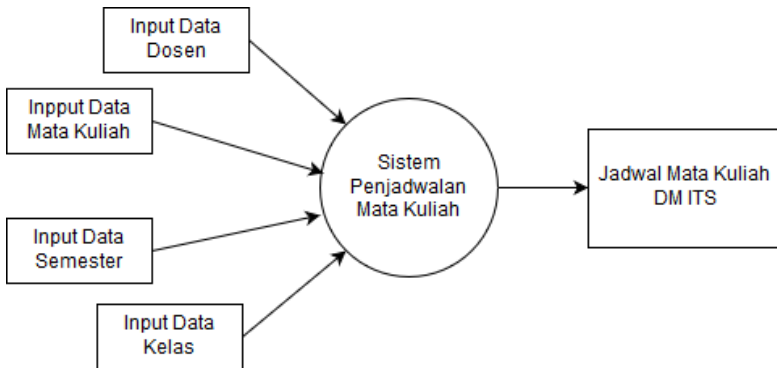 Input Data
Dosen
Inpput Data
Mata Kuliah
Input Data
Semester
Input Data
Kelas
Sistem
Penjadwalan
Mata Kuliah
Jadwal Mata Kuliah
DM ITS